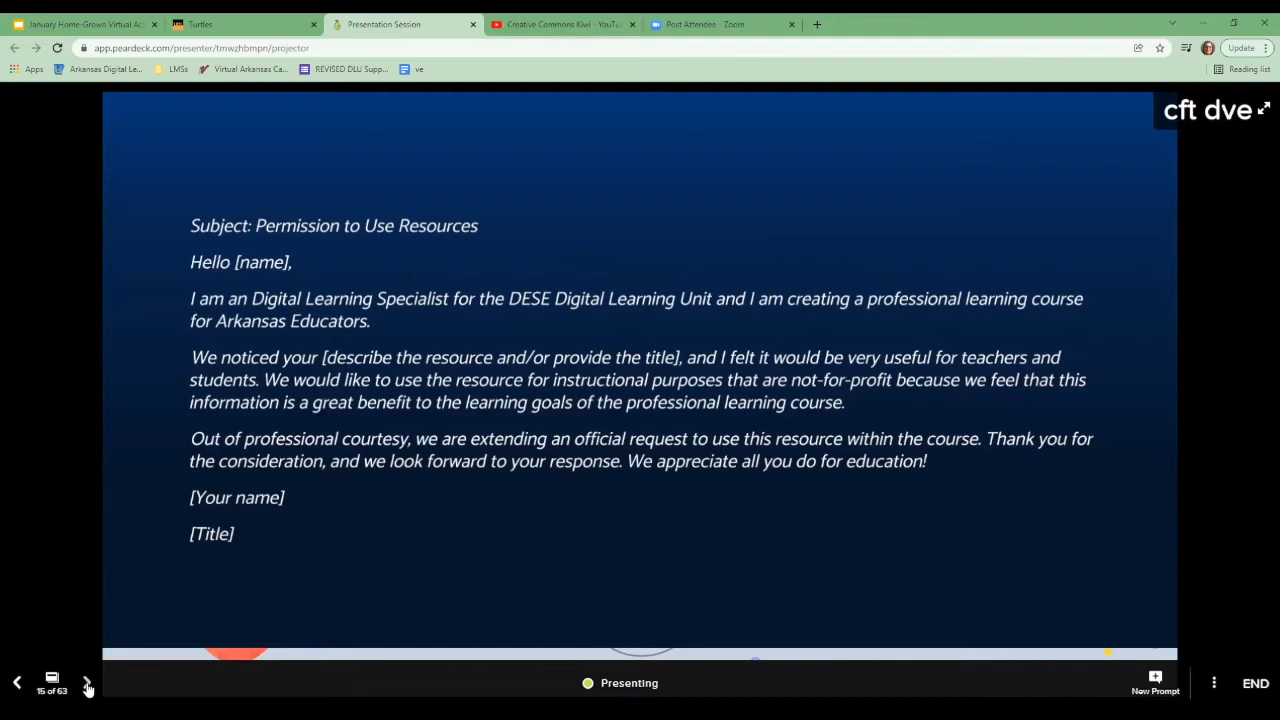 January Home-Grown Virtual Ac
Turtles
Presentation Session
Creative Commons Kiwi - YouTu
Post Attendee - Zoom
app.peardeck.com/presenter/tmwzhbmpn/projector
Update
Apps
Arkansas Digital Le...
LMSs
Virtual Arkansas Ca...
REVISED DLU Supp...
ve
Reading list
cft dve
Subject: Permission to Use Resources
Hello [name],
I am an Digital Learning Specialist for the DESE Digital Learning Unit and I am creating a professional learning course
for Arkansas Educators.
We noticed your [describe the resource and/or provide the title], and I felt it would be very useful for teachers and
students. We would like to use the resource for instructional purposes that are not-for-profit because we feel that this
information is a great benefit to the learning goals of the professional learning course.
Out of professional courtesy, we are extending an official request to use this resource within the course. Thank you for
the consideration, and we look forward to your response. We appreciate all you do for education!
[Your name]
[Title]
15 of 63
Presenting
New Prompt
END